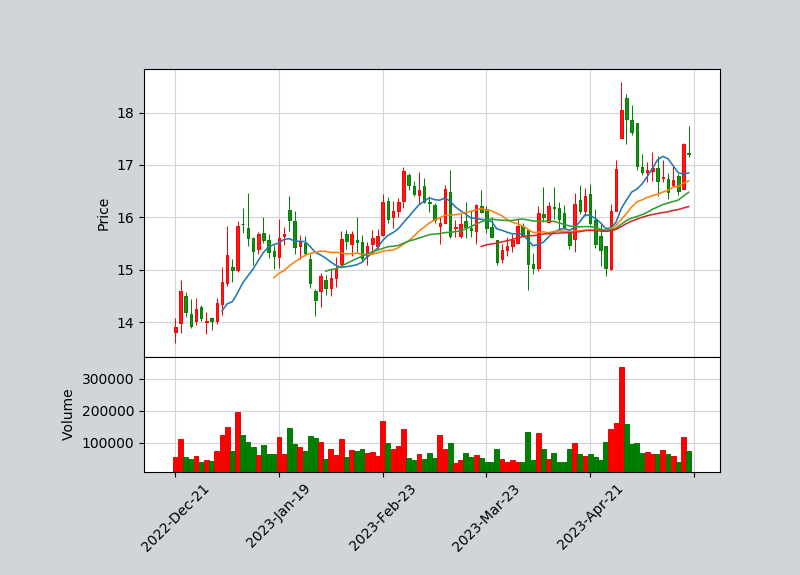 18
17
16
15
14
Price
300000
200000
100000
Volume
2022-Dec-21
2023-Jan-19
2023-Feb-23
2023-Mar-23
2023-Apr-21